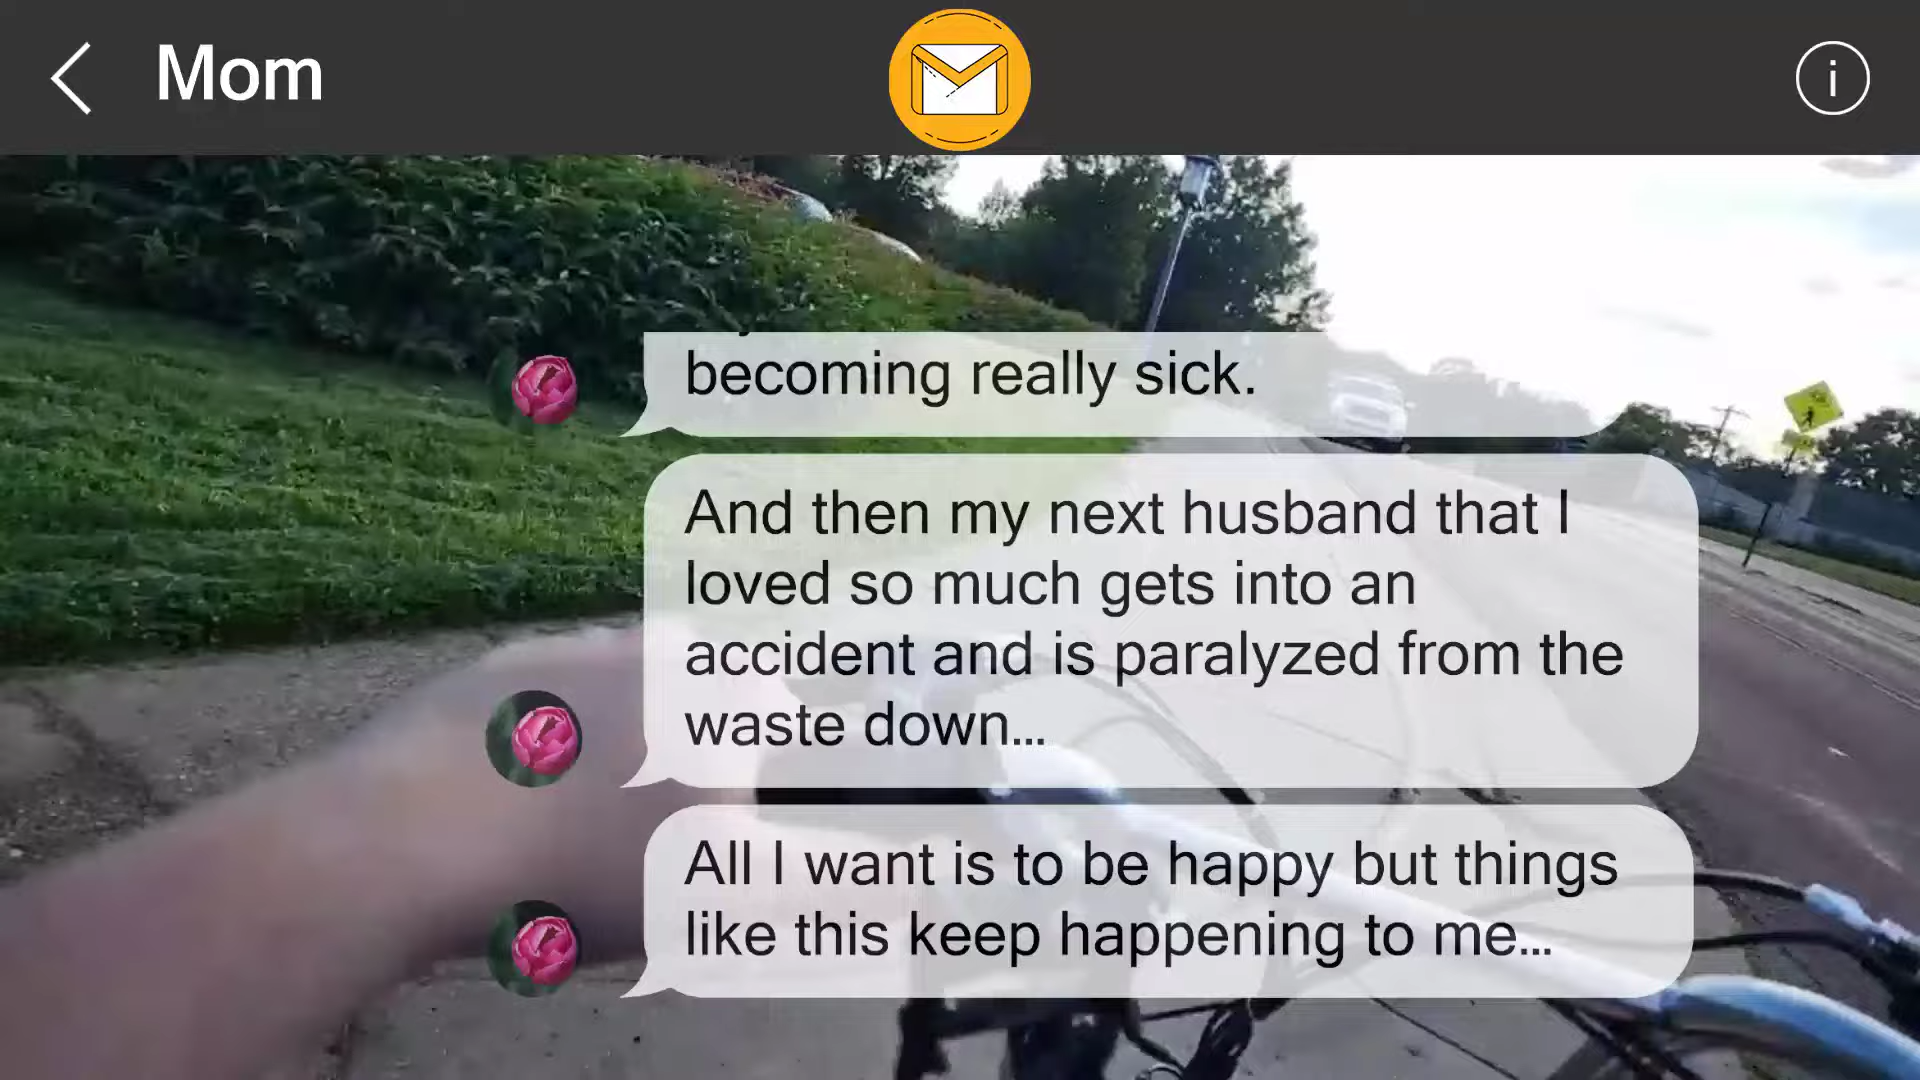 Mom
becoming really sick.
And then my next husband that I
loved so much gets into an
accident and is paralyzed from the
waste down...
All I want is to be happy but things
like this keep happening to me...